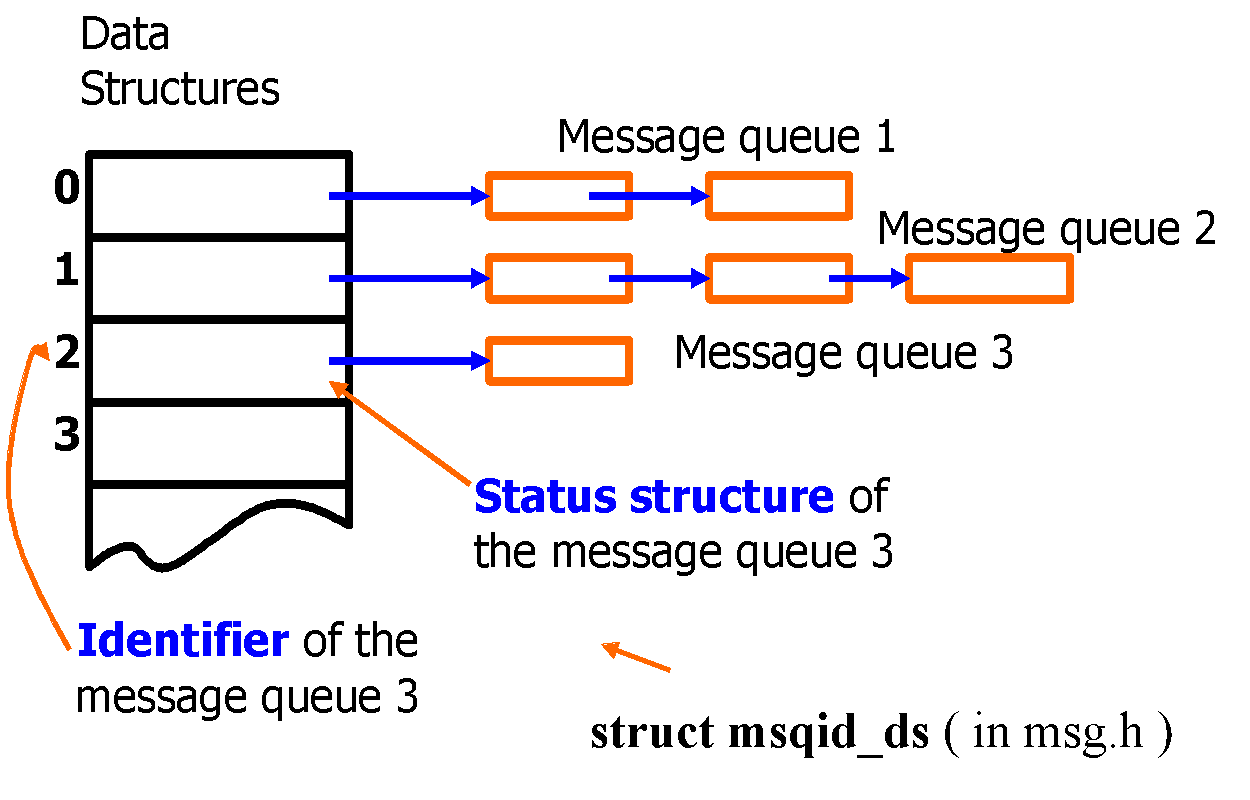 Data
Structures
Message queue 1
0
Message queue 2
1
2
Message queue 3
3
Status structure of
the message queue 3
Identifier of the
message queue 3
struct msqid_ds ( in msg.h )